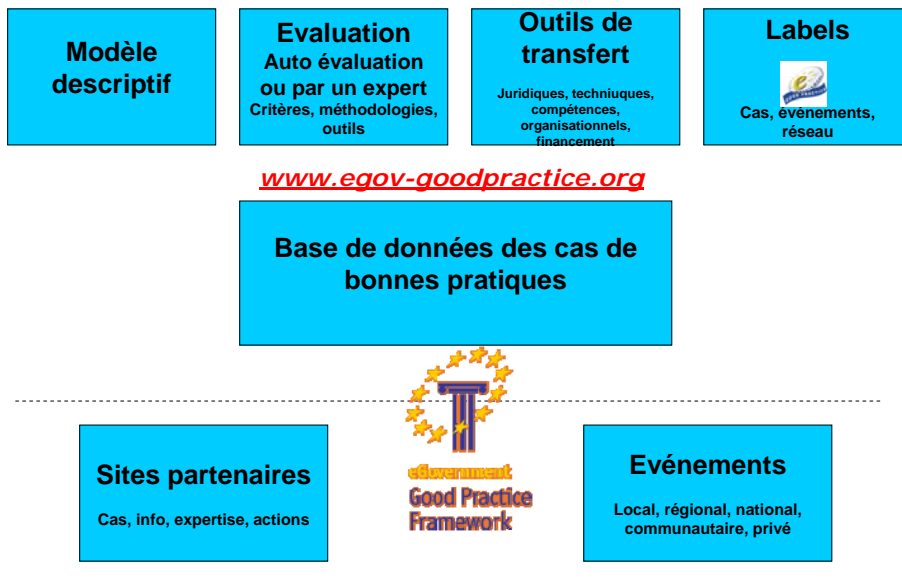 Modèle
descriptif
Evaluation
Auto évaluation
ou par un expert
Critères, méthodologies,
outils
Outils de
transfert
Juridiques, techniuques,
compétences,
organisationnels,
financement
Labels
GOOD PRACTICE
Cas, événements,
réseau
www.egov-goodpractice.org
Base de données des cas de
bonnes pratiques
Sites partenaires
Cas, info, expertise, actions
eGovernment
Good Practice
Framework
Evénements
Local, régional, national,
communautaire, privé